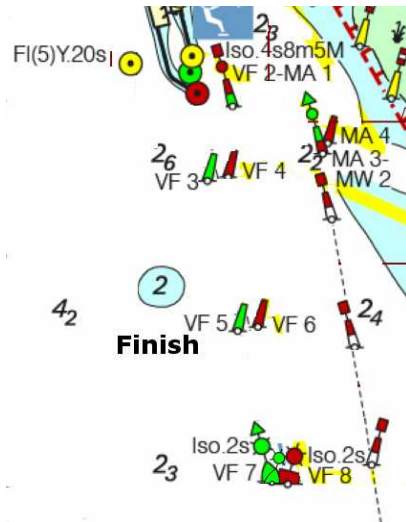 2₃
Fl(5)Y.20s
Iso.4s8m5M
VF 2-MA 1
MA 4
2₆
2₂
MA 3-
VF 3
VF 4
MW 2
2
4₂
VF 5
VF 6
2₄
Finish
Iso.2s
Iso.2s
2₃
VF 7
VF 8